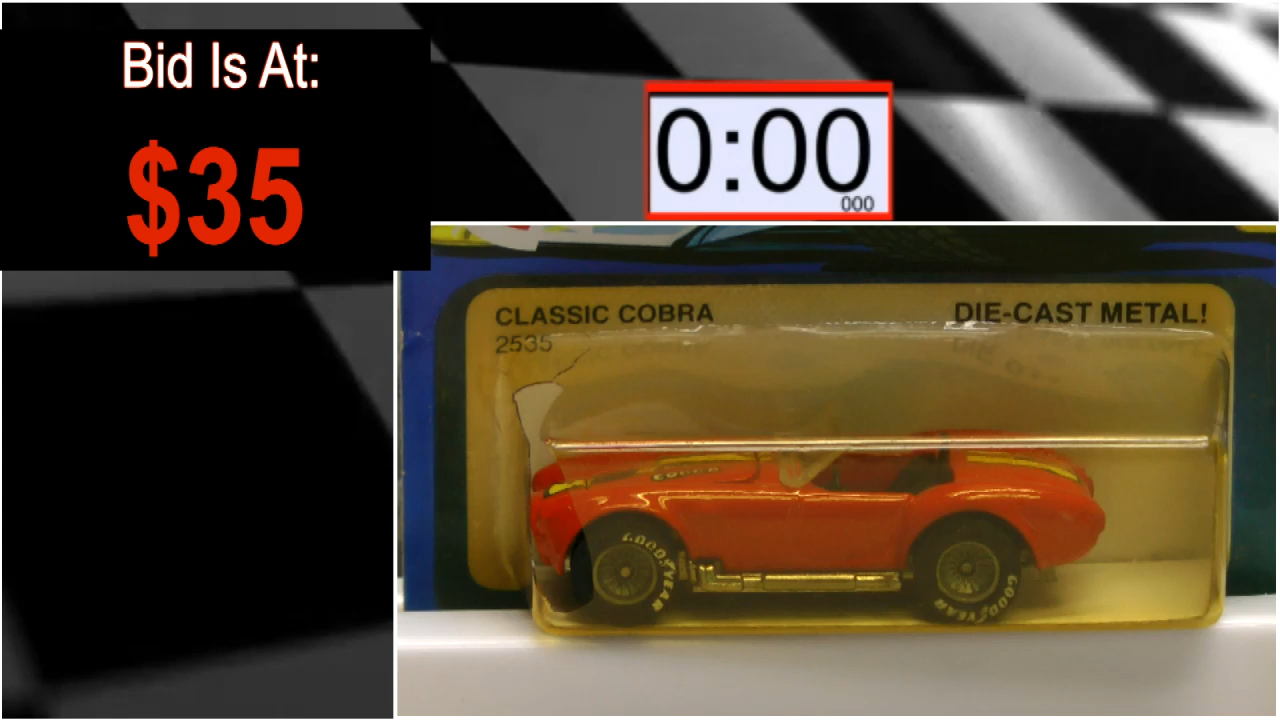 Bid Is At:
$35
0:00
000
CLASSIC COBRA
2535
DIE-CAST METAL!
COBRA
GOODYEAR
GOODYEAR